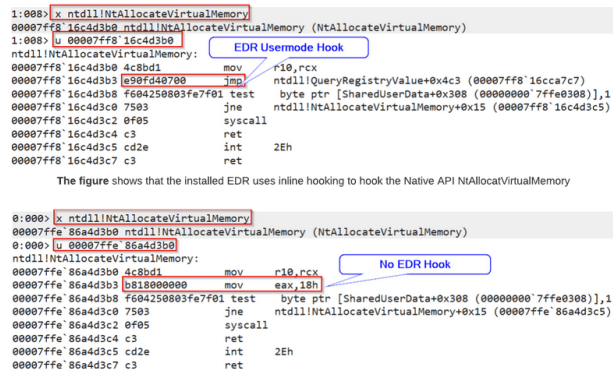 1:008> x ntdll!NtAllocateVirtualMemory
00007ff8`16c4d3b0 ntdll!NtAllocateVirtualMemory (NtAllocateVirtualMemory)
1:008> u 00007ff8`16c4d3b0
EDR Usermode Hook
ntdll!NtAllocateVirtualMemory:
00007ff8`16c4d3b0 4c8bd1 mov r10,rcx
00007ff8`16c4d3b3 e90fd40700 jmp ntdll!QueryRegistryValue+0x4c3 (00007ff8`16cca7c7)
00007ff8`16c4d3b8 f604250803fe7f01 test byte ptr [SharedUserData+0x308 (00000000`7ffe0308)],1
00007ff8`16c4d3c0 7503 jne ntdll!NtAllocateVirtualMemory+0x15 (00007ff8`16c4d3c5)
00007ff8`16c4d3c2 0f05 syscall
00007ff8`16c4d3c4 c3 ret
00007ff8`16c4d3c5 cd2e int 2Eh
00007ff8`16c4d3c7 c3 ret
The figure shows that the installed EDR uses inline hooking to hook the Native API NtAllocatVirtualMemory
0:000> x ntdll!NtAllocateVirtualMemory
00007ffe`86a4d3b0 ntdll!NtAllocateVirtualMemory (NtAllocateVirtualMemory)
0:000> u 00007ffe`86a4d3b0
No EDR Hook
ntdll!NtAllocateVirtualMemory:
00007ffe`86a4d3b0 4c8bd1 mov r10,rcx
00007ffe`86a4d3b3 b818000000 mov eax,18h
00007ffe`86a4d3b8 f604250803fe7f01 test byte ptr [SharedUserData+0x308 (00000000`7ffe0308)],1
00007ffe`86a4d3c0 7503 jne ntdll!NtAllocateVirtualMemory+0x15 (00007ffe`86a4d3c5)
00007ffe`86a4d3c2 0f05 syscall
00007ffe`86a4d3c4 c3 ret
00007ffe`86a4d3c5 cd2e int 2Eh
00007ffe`86a4d3c7 c3 ret